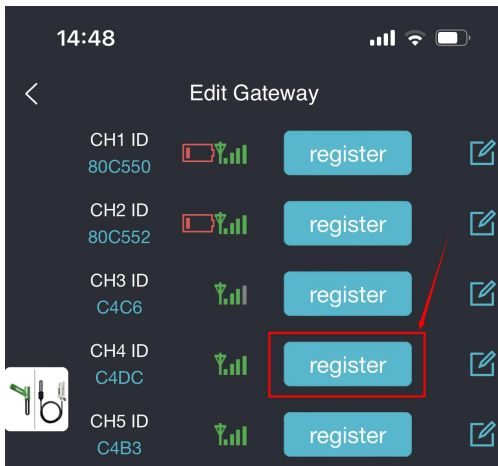 14:48
Edit Gateway
CH1 ID
80C550
register
CH2 ID
80C552
register
CH3 ID
C4C6
register
CH4 ID
C4DC
register
CH5 ID
C4B3
register